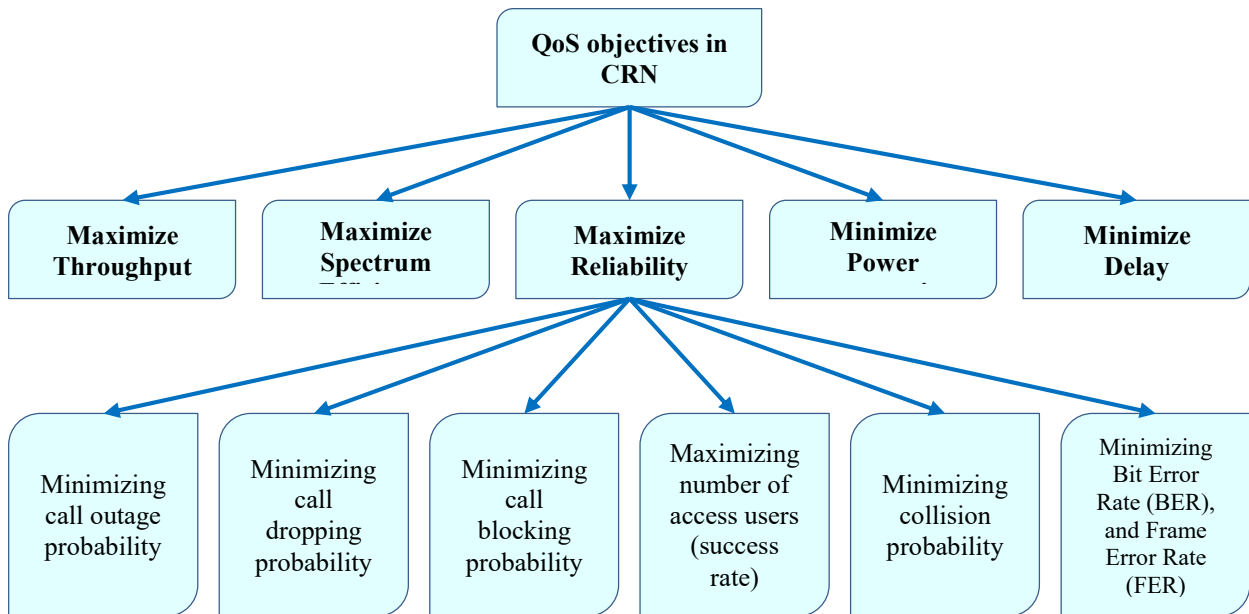 QoS objectives in
CRN
Maximize
Throughput
Maximize
Spectrum
Maximize
Reliability
Minimize
Power
Minimize
Delay
Minimizing
call outage
probability
Minimizing
call
dropping
probability
Minimizing
call
blocking
probability
Maximizing
number of
access users
(success
rate)
Minimizing
collision
probability
Minimizing
Bit Error
Rate (BER),
and Frame
Error Rate
(FER)